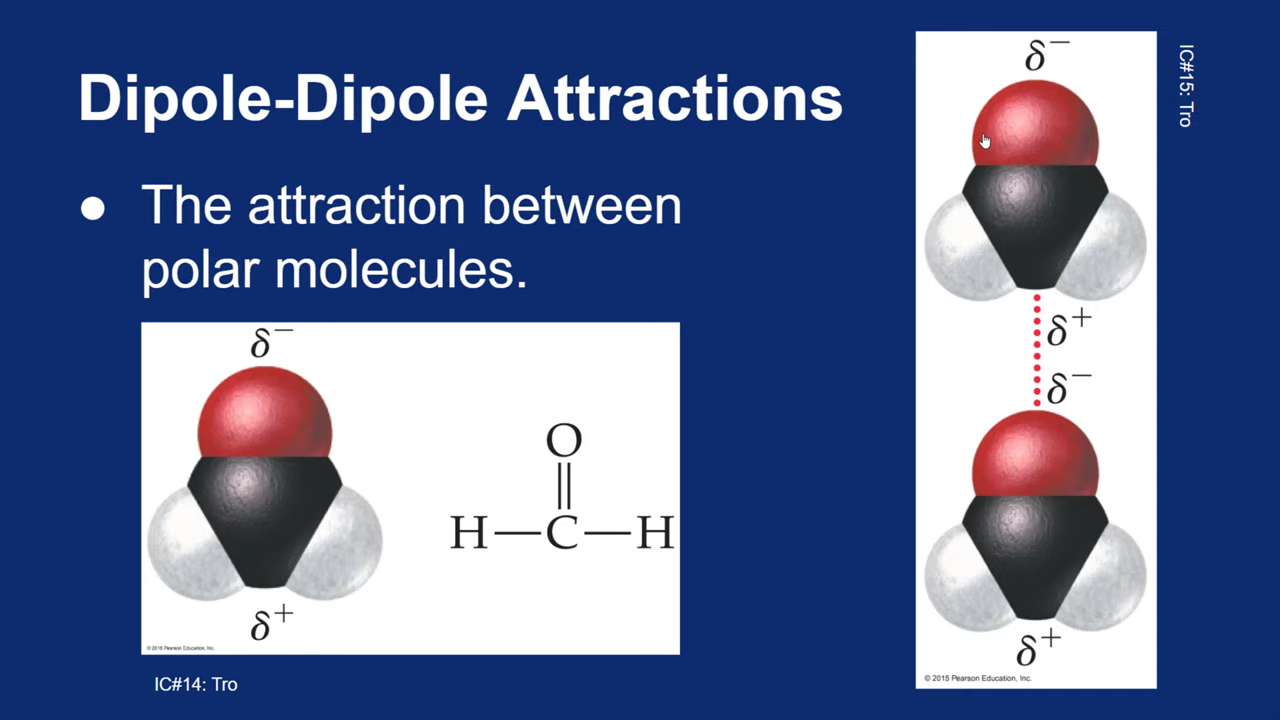 Dipole-Dipole Attractions
● The attraction between
polar molecules.
δ−
O
H—C—H
δ+
© 2015 Pearson Education, Inc.
IC#14: Tro
δ−
δ+
δ−
δ+
© 2015 Pearson Education, Inc.
IC#15: Tro